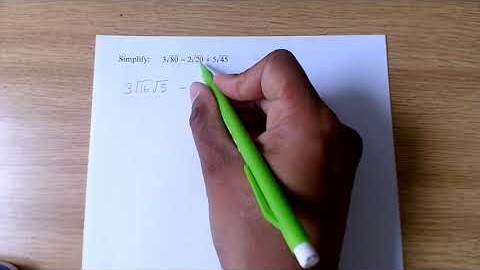 Simplify: 3√80 – 2√20 + 5√45
3√16√5 –